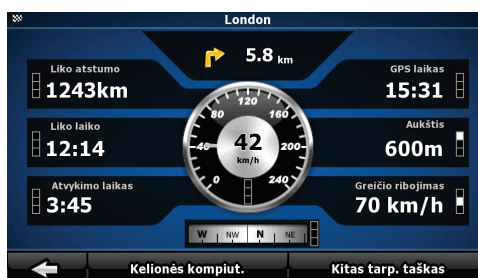 London
5.8 km
Liko atstumo
1243km
GPS laikas
15:31
Liko laiko
12:14
Aukštis
600m
Atvykimo laikas
3:45
Greičio ribojimas
70 km/h
0
40
80
120
160
200
240
42
km/h
W NW N NE
Kelionės kompiut.
Kitas tarp. taškas